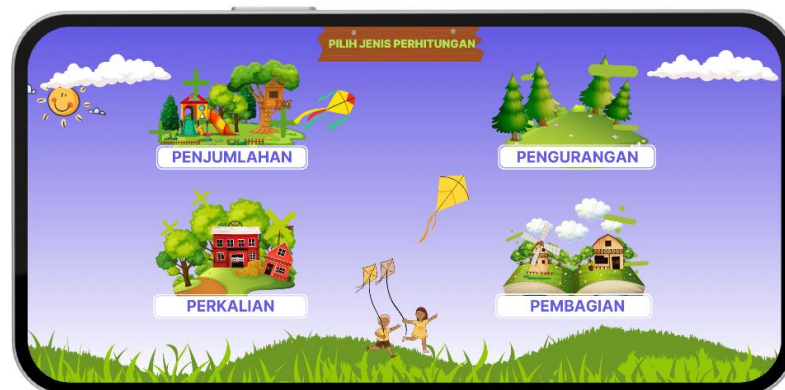 PILIH JENIS PERHITUNGAN
PENJUMLAHAN
PENGURANGAN
PERKALIAN
PEMBAGIAN